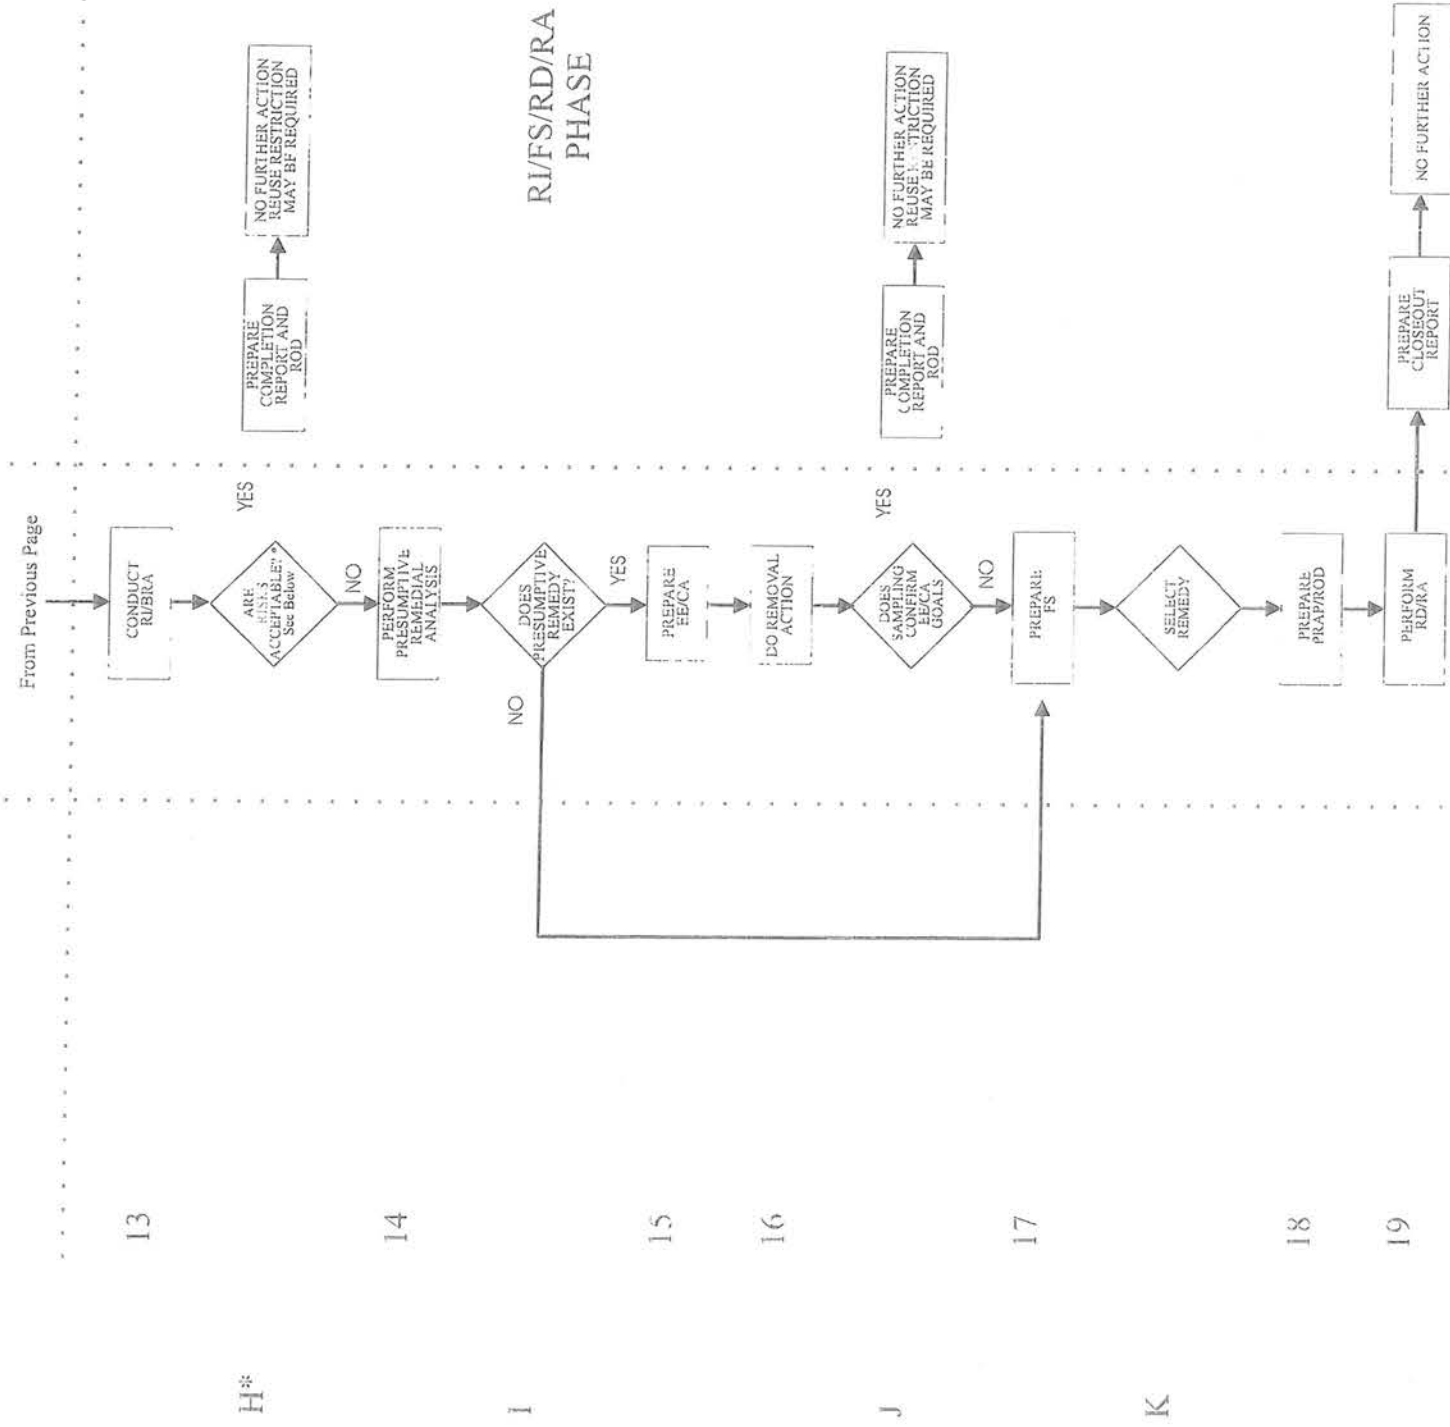 From Previous Page
13
CONDUCT
RI/BRA
H*
ARE
RISKS
ACCEPTABLE? *
See Below
YES
PREPARE
COMPLETION
REPORT AND
ROD
NO FURTHER ACTION
REUSE RESTRICTION
MAY BE REQUIRED
NO
14
PERFORM
PRESUMPTIVE
REMEDIAL
ANALYSIS
I
DOES
PRESUMPTIVE
REMEDY
EXIST?
NO
YES
RI/FS/RD/RA
PHASE
15
PREPARE
EE/CA
16
DO REMOVAL
ACTION
J
DOES
SAMPLING
CONFIRM
EE/CA
GOALS
YES
PREPARE
COMPLETION
REPORT AND
ROD
NO FURTHER ACTION
REUSE RESTRICTION
MAY BE REQUIRED
NO
17
PREPARE
FS
K
SELECT
REMEDY
18
PREPARE
PRAP/ROD
19
PERFORM
RD/RA
PREPARE
CLOSEOUT
REPORT
NO FURTHER ACTION